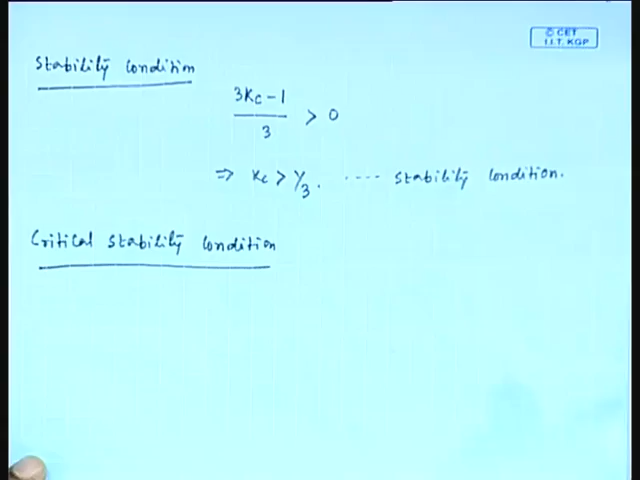 © CET
I.I.T. KGP
Stability Condition
3Kc - 1 / 3 > 0
⇒ Kc > 1/3. .... Stability Condition.
Critical Stability Condition